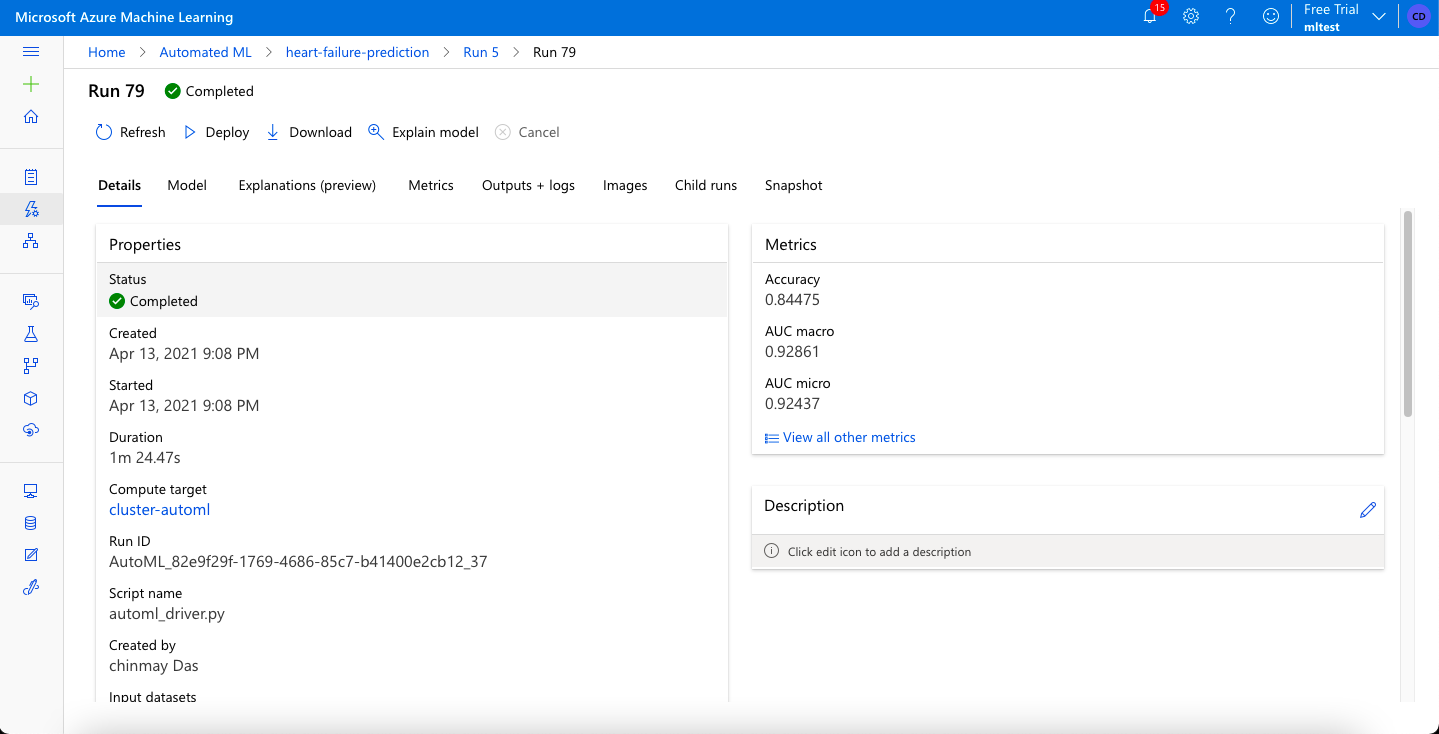 Microsoft Azure Machine Learning
15
Free Trial
mltest
CD
Home > Automated ML > heart-failure-prediction > Run 5 > Run 79
Run 79 Completed
Refresh Deploy Download Explain model Cancel
Details Model Explanations (preview) Metrics Outputs + logs Images Child runs Snapshot
Properties
Status
Completed
Created
Apr 13, 2021 9:08 PM
Started
Apr 13, 2021 9:08 PM
Duration
1m 24.47s
Compute target
cluster-automl
Run ID
AutoML_82e9f29f-1769-4686-85c7-b41400e2cb12_37
Script name
automl_driver.py
Created by
chinmay Das
Input datasets
Metrics
Accuracy
0.84475
AUC macro
0.92861
AUC micro
0.92437
View all other metrics
Description
Click edit icon to add a description